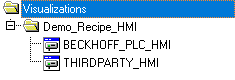 Visualizations
Demo_Recipe_HMI
BECKHOFF_PLC_HMI
THIRDPARTY_HMI